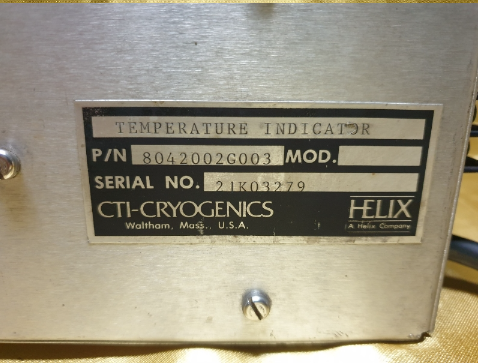 TEMPERATURE INDICATOR
P/N 8042002G003 MOD.
SERIAL NO. 21K03279
CTI-CRYOGENICS HELIX
Waltham, Mass., U.S.A. A Helix Company